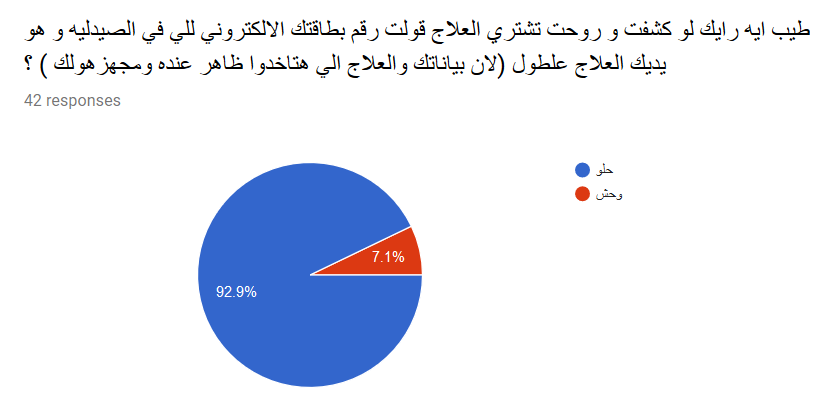 طيب ايه رايك لو كشفت و روحت تشتري العلاج قولت رقم بطاقتك الالكتروني للي في الصيدليه و هو
يديك العلاج علطول (لان بياناتك والعلاج الي هتاخدوا ظاهر عنده ومجهزهولك ) ؟
42 responses
حلو
وحش
7.1%
92.9%